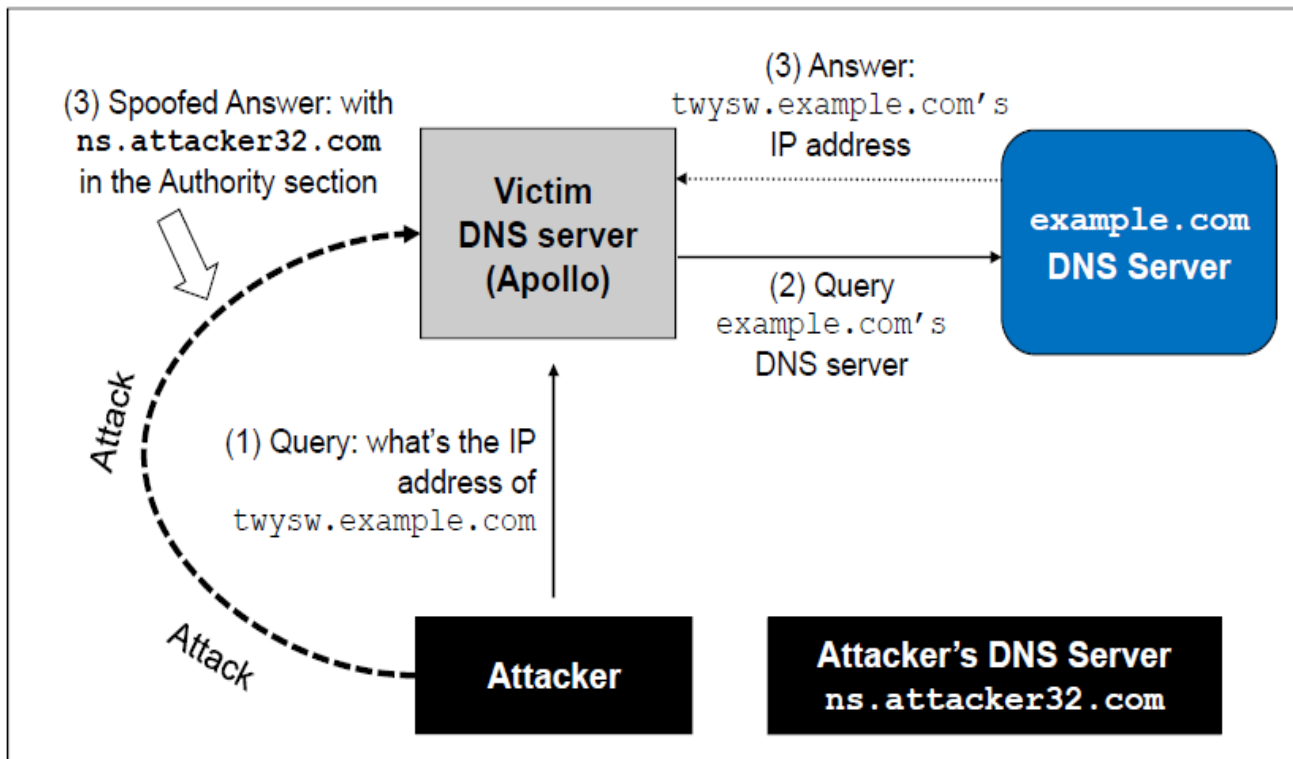 (3) Spoofed Answer: with
ns.attacker32.com
in the Authority section
(3) Answer:
twysw.example.com’s
IP address
Victim
DNS server
(Apollo)
example.com
DNS Server
(2) Query
example.com’s
DNS server
Attack
(1) Query: what’s the IP
address of
twysw.example.com
Attack
Attacker
Attacker’s DNS Server
ns.attacker32.com